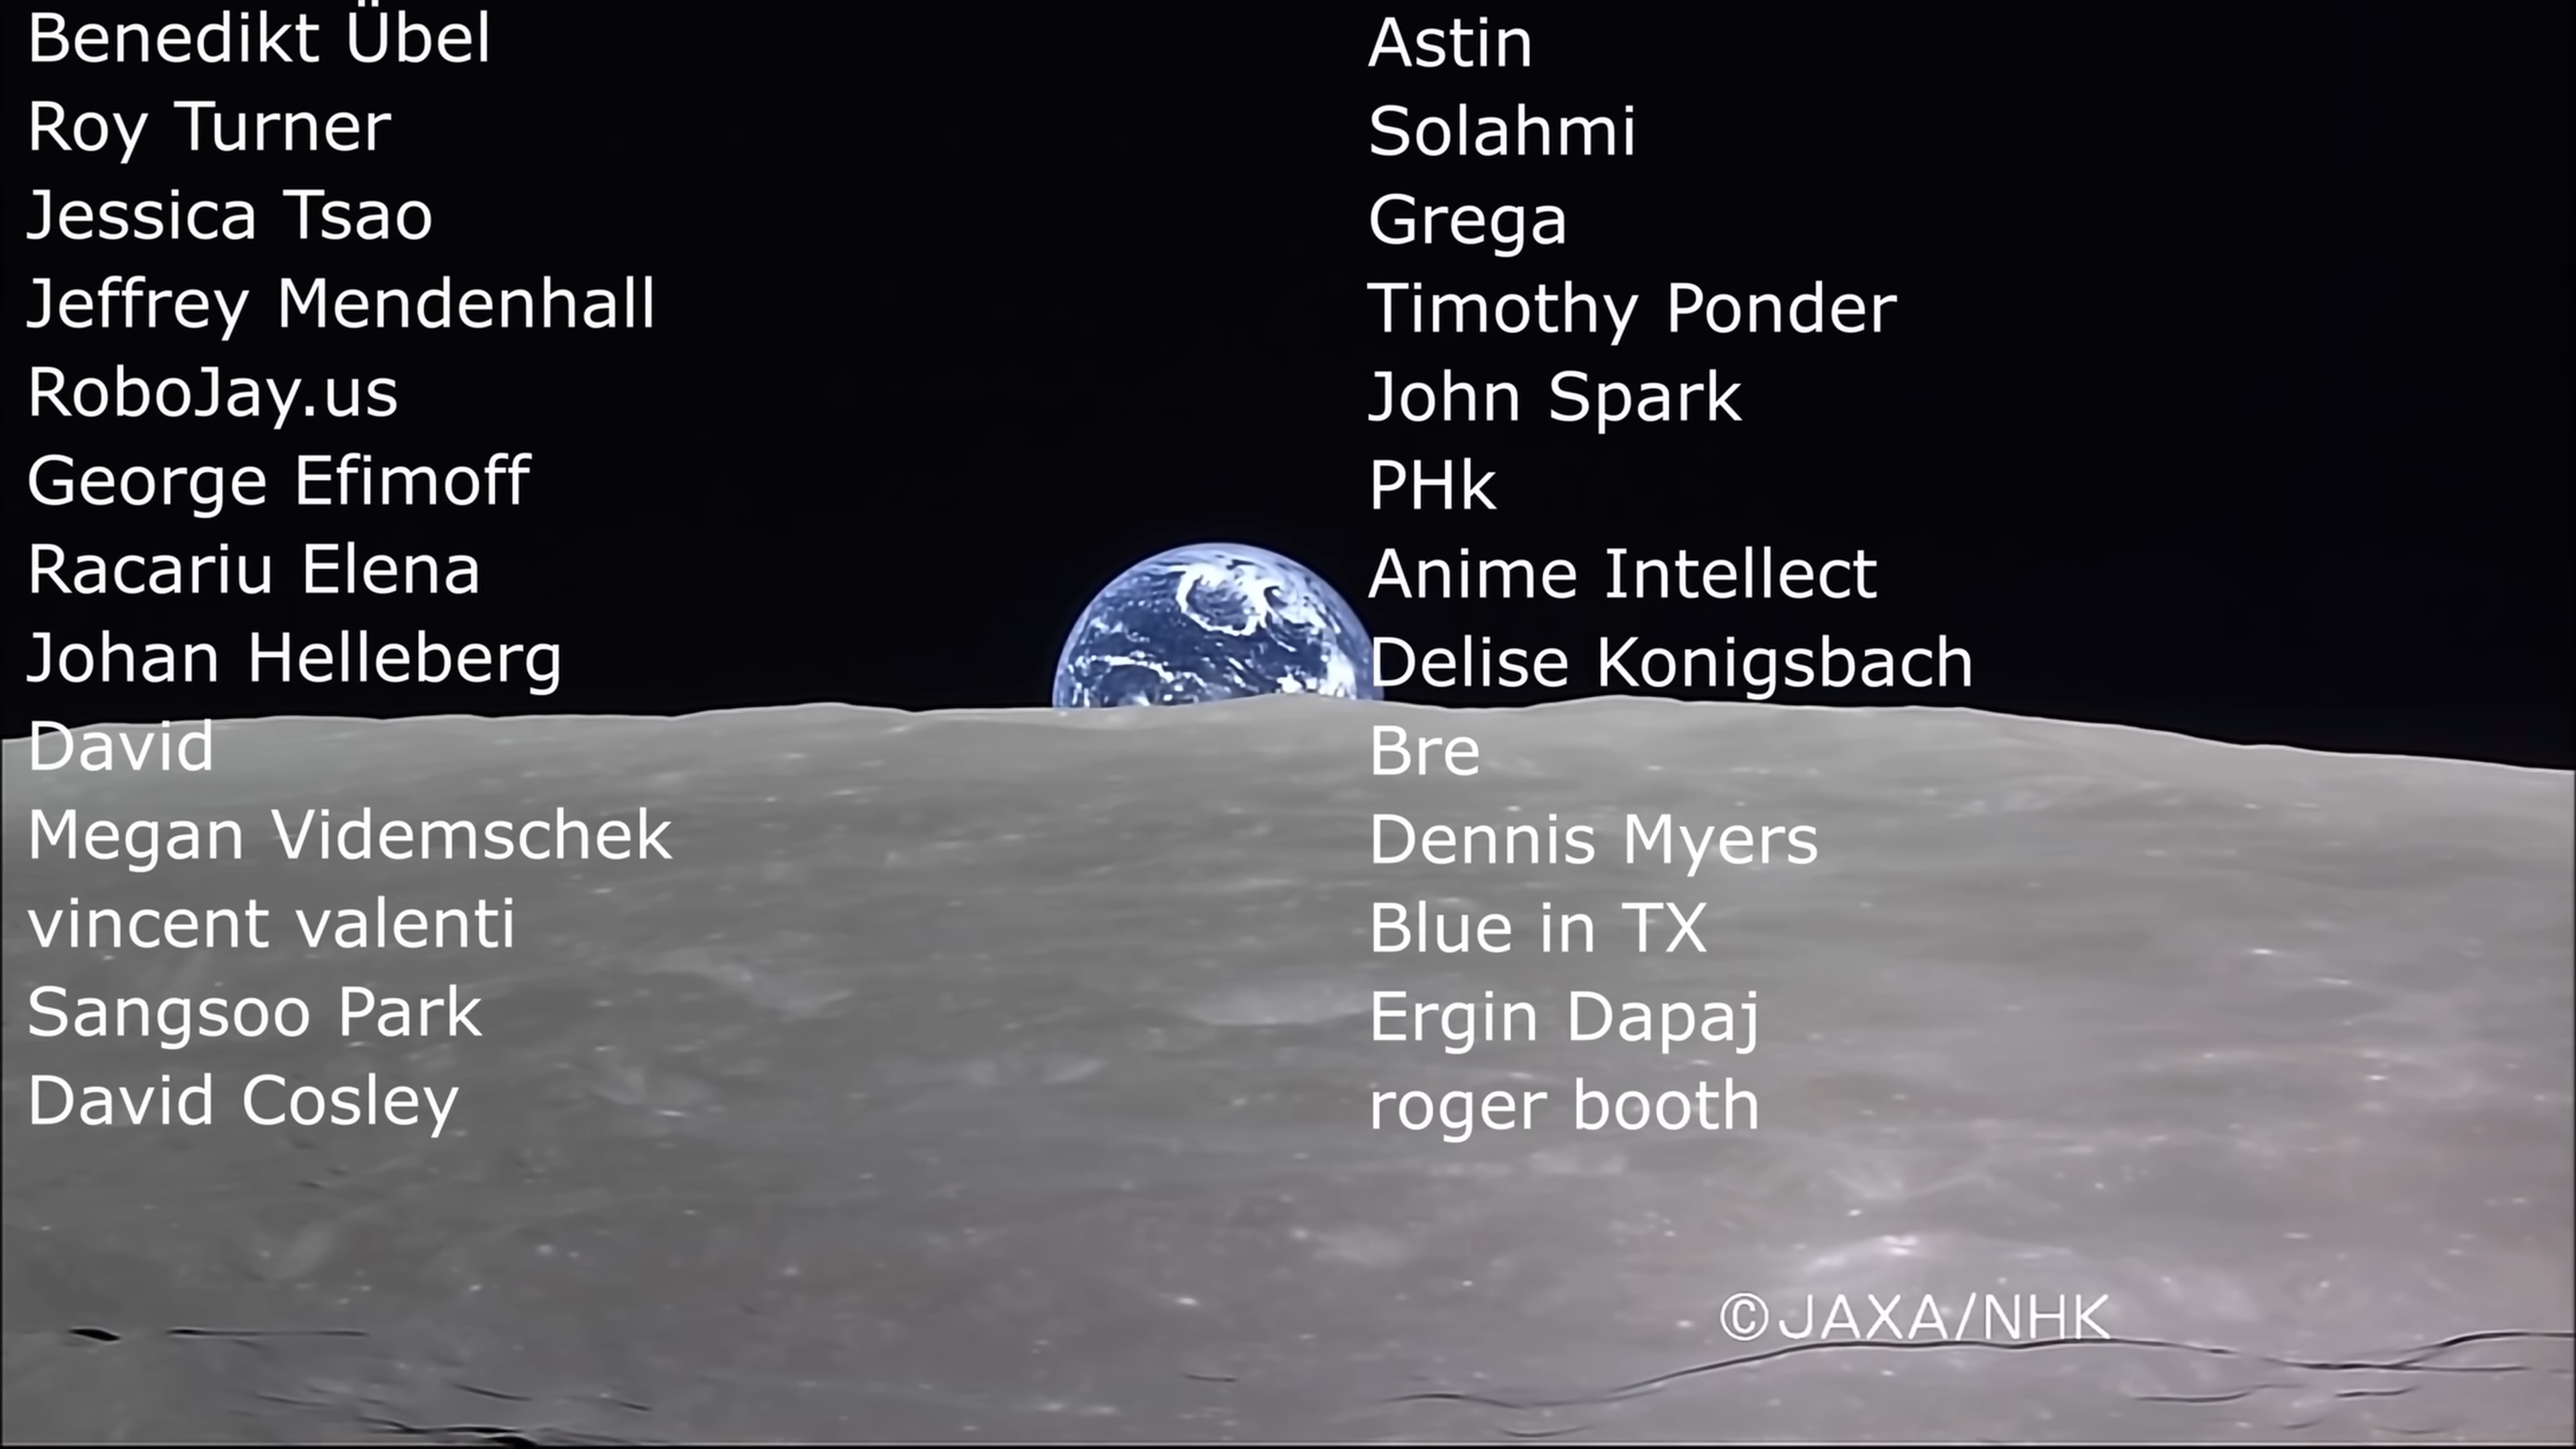 Benedikt Übel
Roy Turner
Jessica Tsao
Jeffrey Mendenhall
RoboJay.us
George Efimoff
Racariu Elena
Johan Helleberg
David
Megan Videmschek
vincent valenti
Sangsoo Park
David Cosley
Astin
Solahmi
Grega
Timothy Ponder
John Spark
PHk
Anime Intellect
Delise Konigsbach
Bre
Dennis Myers
Blue in TX
Ergin Dapaj
roger booth
©JAXA/NHK